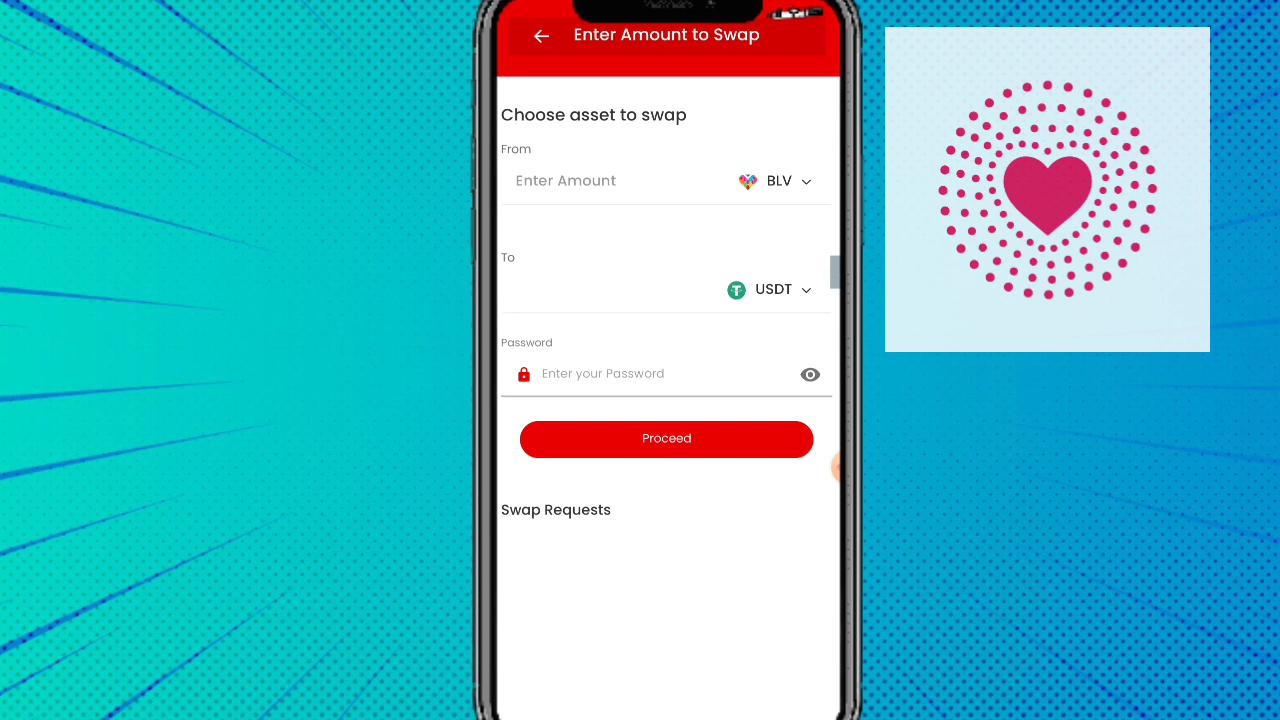 Enter Amount to Swap
Choose asset to swap
From
Enter Amount
BLV
To
USDT
Password
Enter your Password
Proceed
Swap Requests